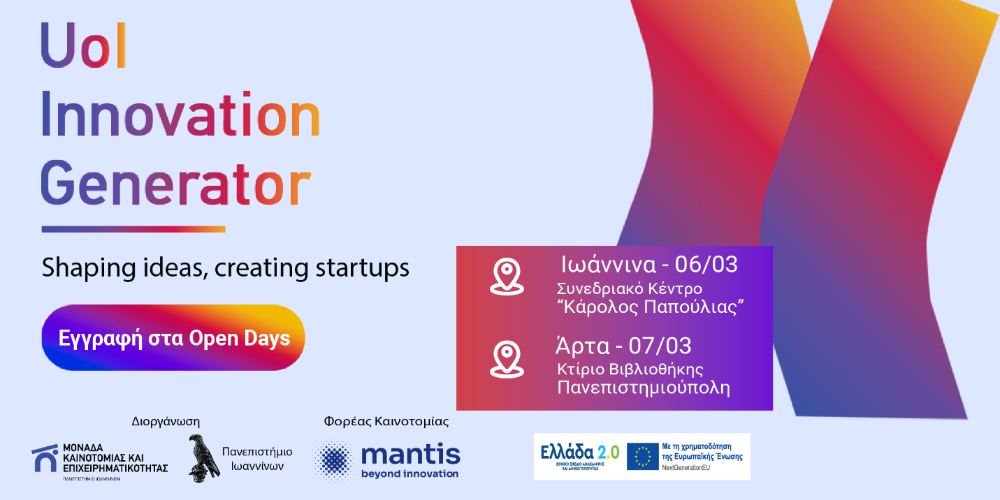 UoI
Innovation
Generator
Shaping ideas, creating startups
Εγγραφή στα Open Days
Ιωάννινα - 06/03
Συνεδριακό Κέντρο
“Κάρολος Παπούλιας”
Άρτα - 07/03
Κτίριο Βιβλιοθήκης
Πανεπιστημιούπολη
Διοργάνωση
ΜΟΝΑΔΑ
ΚΑΙΝΟΤΟΜΙΑΣ ΚΑΙ
ΕΠΙΧΕΙΡΗΜΑΤΙΚΟΤΗΤΑΣ
ΠΑΝΕΠΙΣΤΗΜΙΟ ΙΩΑΝΝΙΝΩΝ
Πανεπιστήμιο
Ιωαννίνων
Φορέας Καινοτομίας
mantis
beyond innovation
Ελλάδα 2.0
ΕΘΝΙΚΟ ΣΧΕΔΙΟ ΑΝΑΚΑΜΨΗΣ
ΚΑΙ ΑΝΘΕΚΤΙΚΟΤΗΤΑΣ
Με τη χρηματοδότηση
της Ευρωπαϊκής Ένωσης
NextGenerationEU